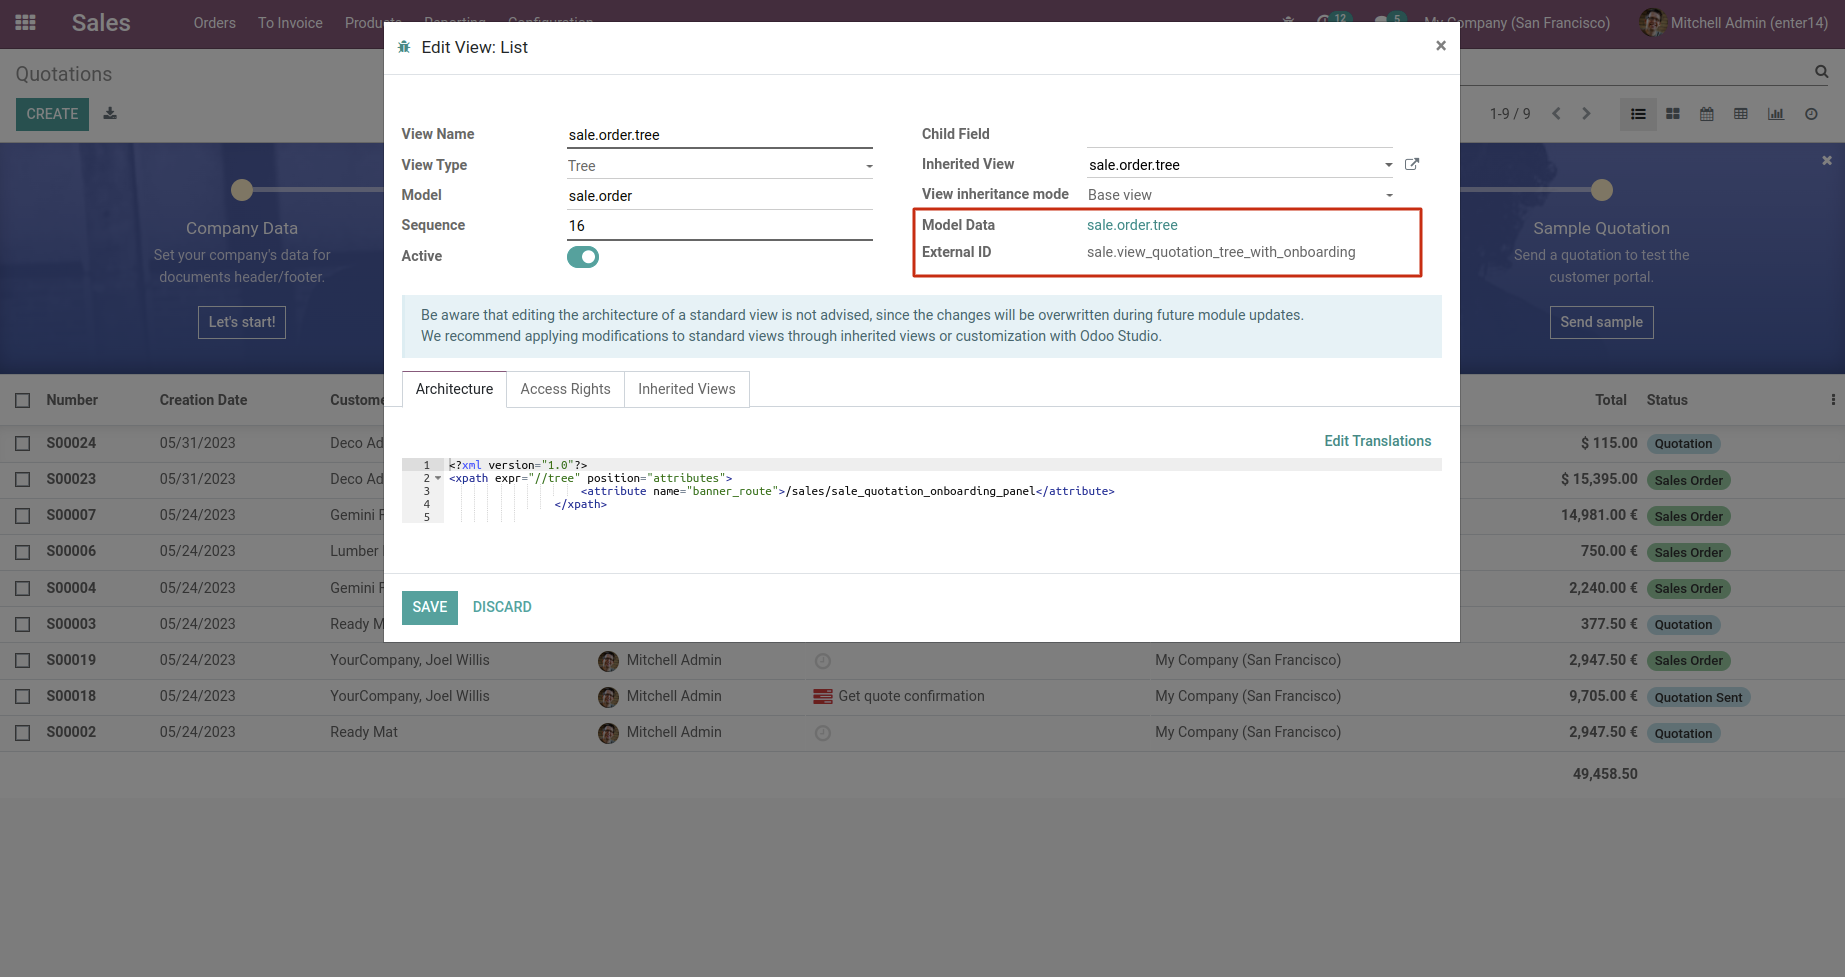 Sales Orders To Invoice Products Reporting Configuration 12 5 My Company (San Francisco) Mitchell Admin (enter14)
Edit View: List ×
Quotations
CREATE 1-9 / 9
View Name sale.order.tree
View Type Tree
Model sale.order
Sequence 16
Active
Child Field
Inherited View sale.order.tree
View inheritance mode Base view
Model Data sale.order.tree
External ID sale.view_quotation_tree_with_onboarding
Company Data
Set your company's data for
documents header/footer.
Let's start!
Sample Quotation
Send a quotation to test the
customer portal.
Send sample
Be aware that editing the architecture of a standard view is not advised, since the changes will be overwritten during future module updates.
We recommend applying modifications to standard views through inherited views or customization with Odoo Studio.
Architecture Access Rights Inherited Views
Edit Translations
1 <?xml version="1.0"?>
2 <xpath expr="//tree" position="attributes">
3 <attribute name="banner_route">/sales/sale_quotation_onboarding_panel</attribute>
4 </xpath>
5
SAVE DISCARD
Number Creation Date Custome Total Status
S00024 05/31/2023 Deco Ad $ 115.00 Quotation
S00023 05/31/2023 Deco Ad $ 15,395.00 Sales Order
S00007 05/24/2023 Gemini F 14,981.00 € Sales Order
S00006 05/24/2023 Lumber 750.00 € Sales Order
S00004 05/24/2023 Gemini F 2,240.00 € Sales Order
S00003 05/24/2023 Ready M 377.50 € Quotation
S00019 05/24/2023 YourCompany, Joel Willis Mitchell Admin My Company (San Francisco) 2,947.50 € Sales Order
S00018 05/24/2023 YourCompany, Joel Willis Mitchell Admin Get quote confirmation My Company (San Francisco) 9,705.00 € Quotation Sent
S00002 05/24/2023 Ready Mat Mitchell Admin My Company (San Francisco) 2,947.50 € Quotation
49,458.50